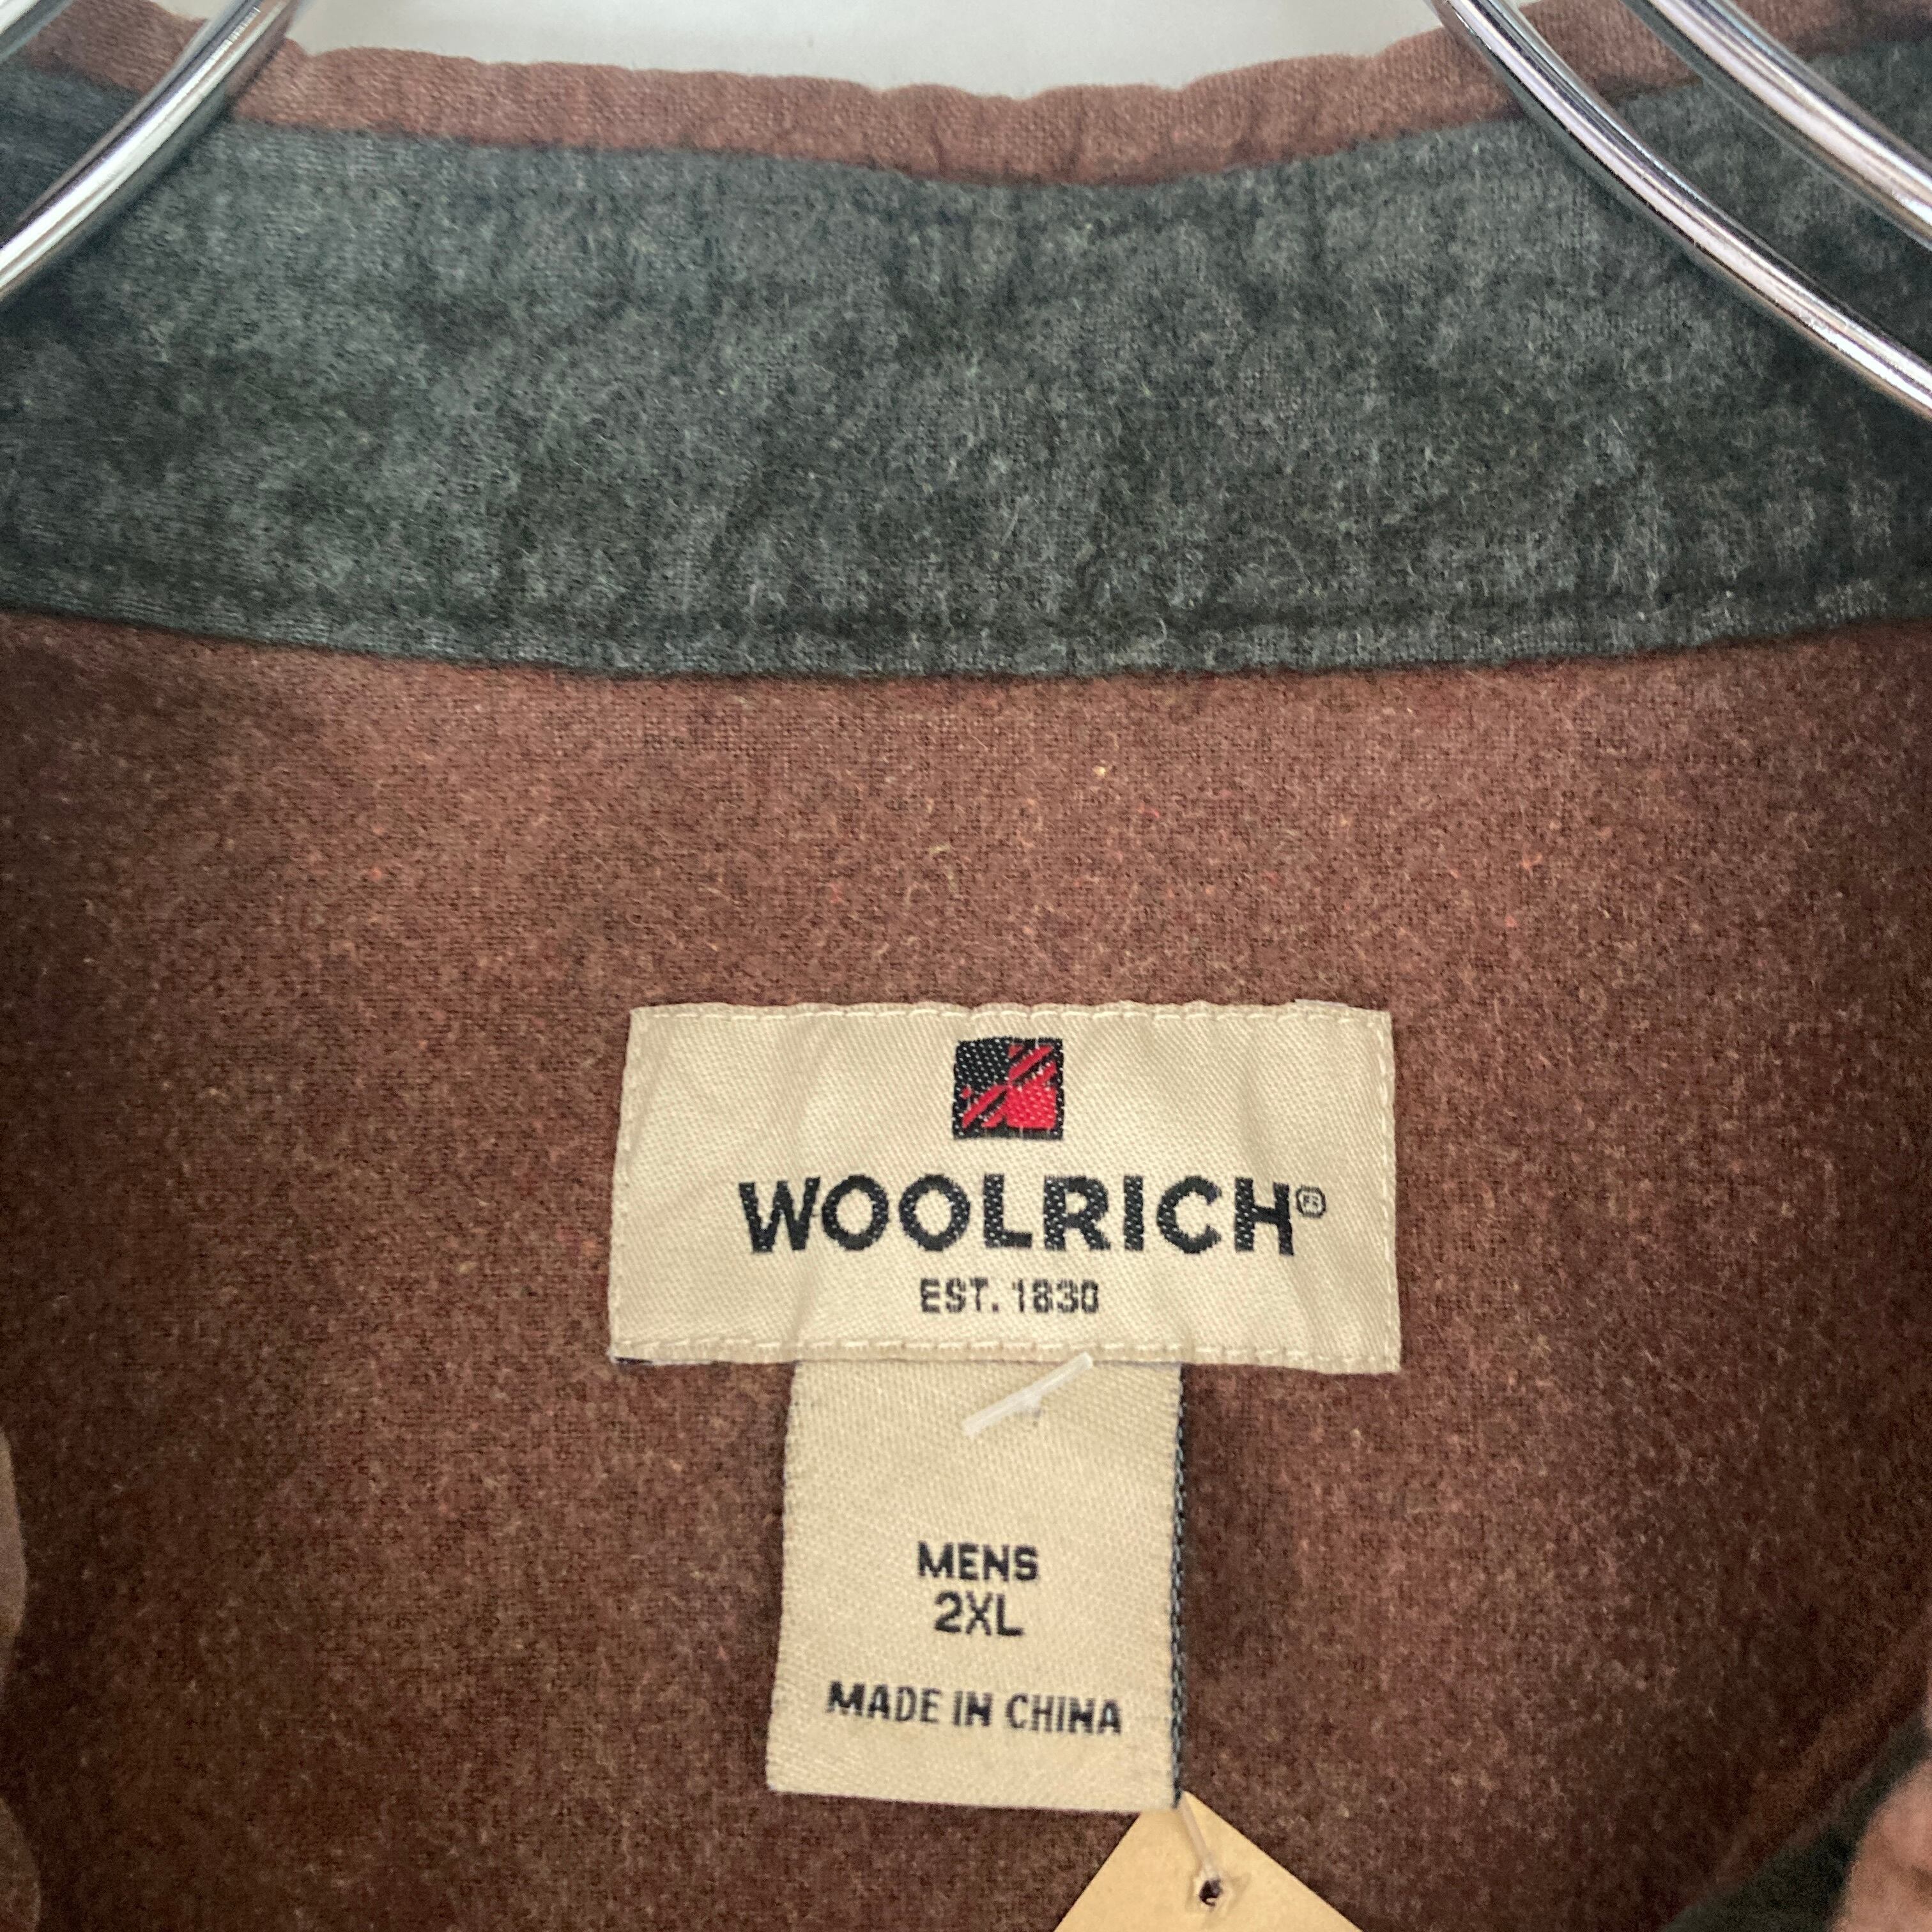 WOOLRICH®
EST. 1830
MENS
2XL
MADE IN CHINA